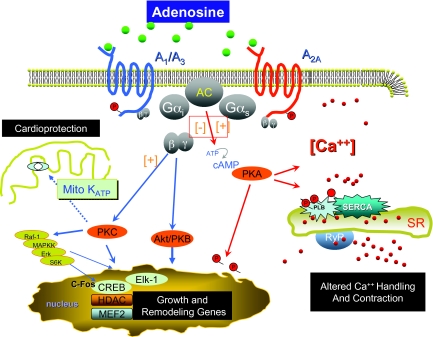 Adenosine
A1/A3
A2A
AC
Gαi
Gαs
[-]
[+]
β γ
[+]
ATP
cAMP
PKA
[Ca++]
Cardioprotection
Mito KATP
PLB
SERCA
SR
RyP
PKC
Akt/PKB
Raf-1
MAPKK
Erk
S6K
C-Fos
Elk-1
CREB
HDAC
MEF2
nucleus
Growth and
Remodeling Genes
Altered Ca++ Handling
And Contraction